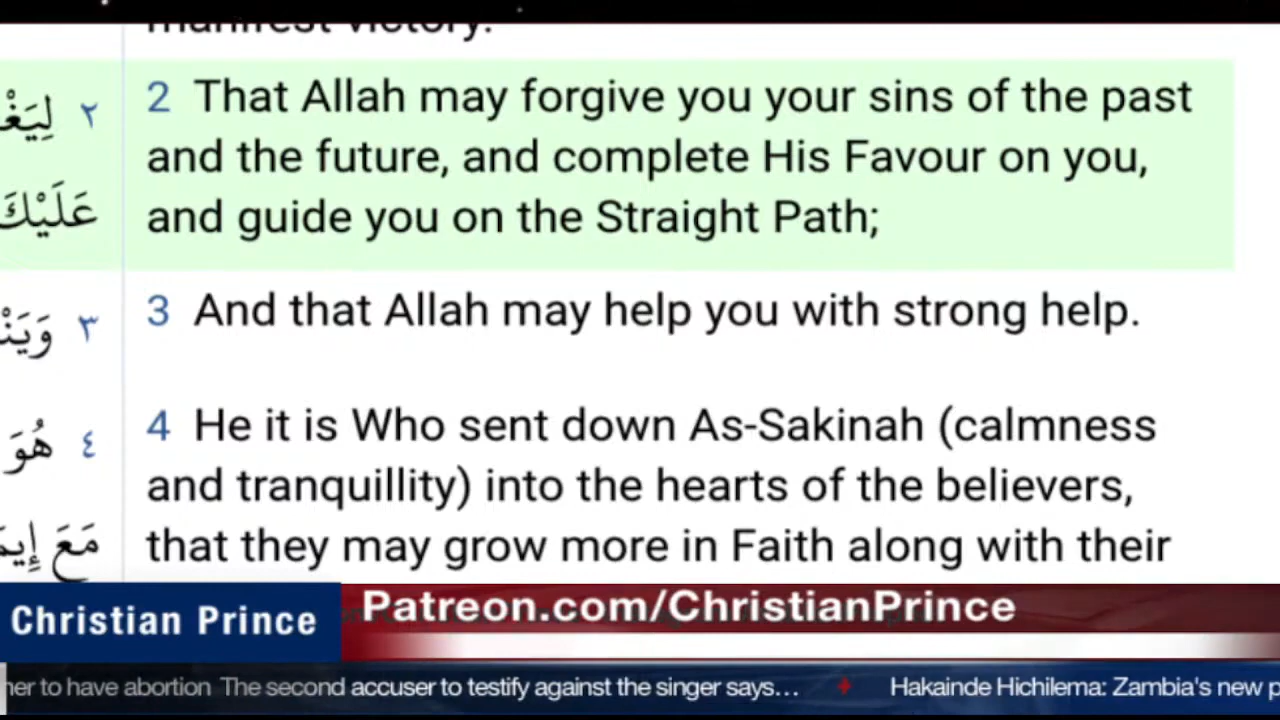 manifest victory.
٢ لِيَغْ
2 That Allah may forgive you your sins of the past
and the future, and complete His Favour on you,
عَلَيْكَ
and guide you on the Straight Path;
٣ وَيَنْ
3 And that Allah may help you with strong help.
٤ هُوَ
4 He it is Who sent down As-Sakinah (calmness
and tranquillity) into the hearts of the believers,
مَعَ إِيمَ
that they may grow more in Faith along with their
Christian Prince
Patreon.com/ChristianPrince
her to have abortion The second accuser to testify against the singer says... Hakainde Hichilema: Zambia's new p